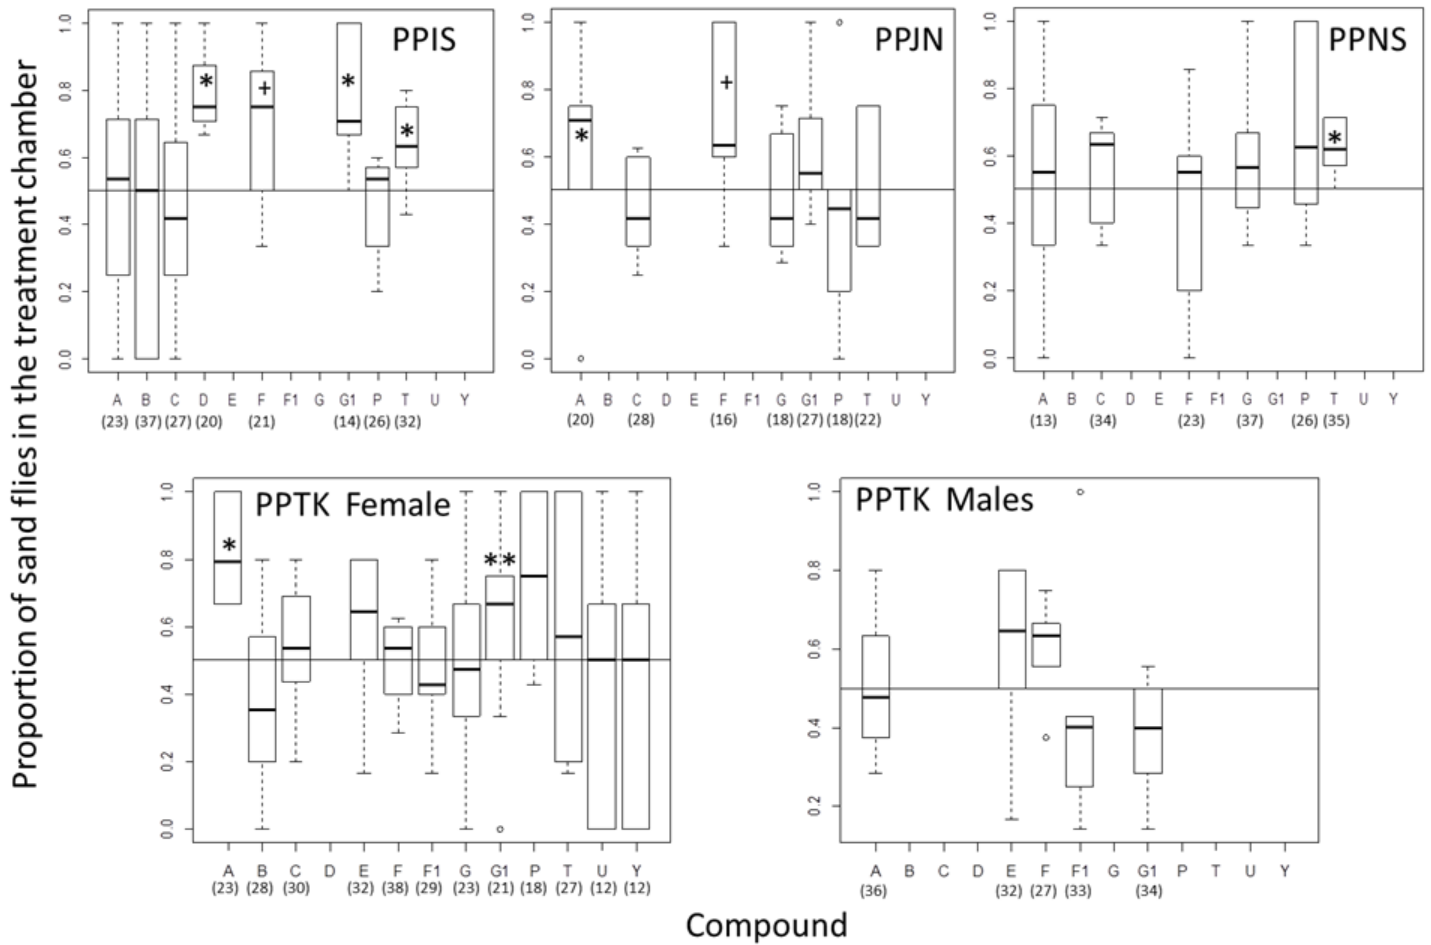 Proportion of sand flies in the treatment chamber
PPIS
1.0
0.8
0.6
0.4
0.2
0.0
*
+
*
*
A B C D E F F1 G G1 P T U Y
(23) (37) (27) (20) (21) (14) (26) (32)
PPJN
1.0
0.8
0.6
0.4
0.2
0.0
*
+
A B C D E F F1 G G1 P T U Y
(20) (28) (16) (18) (27) (18) (22)
PPNS
1.0
0.8
0.6
0.4
0.2
0.0
*
A B C D E F F1 G G1 P T U Y
(13) (34) (23) (37) (26) (35)
PPTK Female
1.0
0.8
0.6
0.4
0.2
0.0
*
**
A B C D E F F1 G G1 P T U Y
(23) (28) (30) (32) (38) (29) (23) (21) (18) (27) (12) (12)
PPTK Males
1.0
0.8
0.6
0.4
0.2
A B C D E F F1 G G1 P T U Y
(36) (32) (27) (33) (34)
Compound